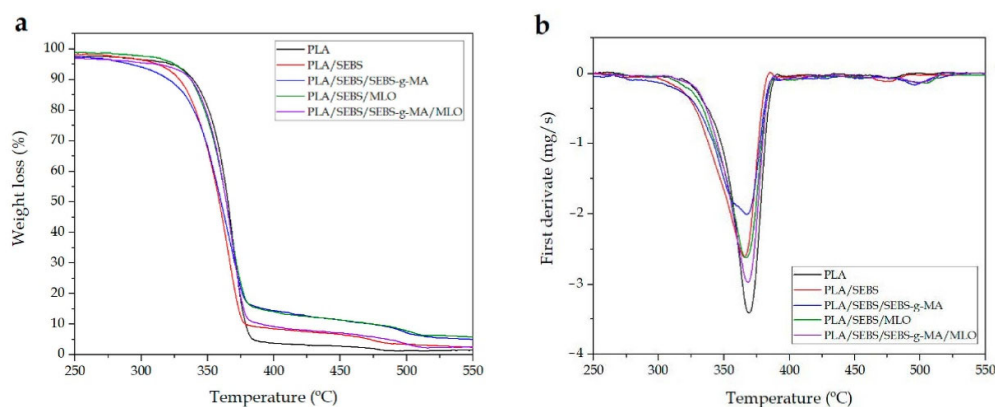 a
100
90
80
70
60
50
40
30
20
10
0
250
300
350
400
450
500
550
Weight loss (%)
Temperature (ºC)
PLA
PLA/SEBS
PLA/SEBS/SEBS-g-MA
PLA/SEBS/MLO
PLA/SEBS/SEBS-g-MA/MLO
b
0
−1
−2
−3
−4
250
300
350
400
450
500
550
First derivate (mg/s)
Temperature (ºC)
PLA
PLA/SEBS
PLA/SEBS/SEBS-g-MA
PLA/SEBS/MLO
PLA/SEBS/SEBS-g-MA/MLO